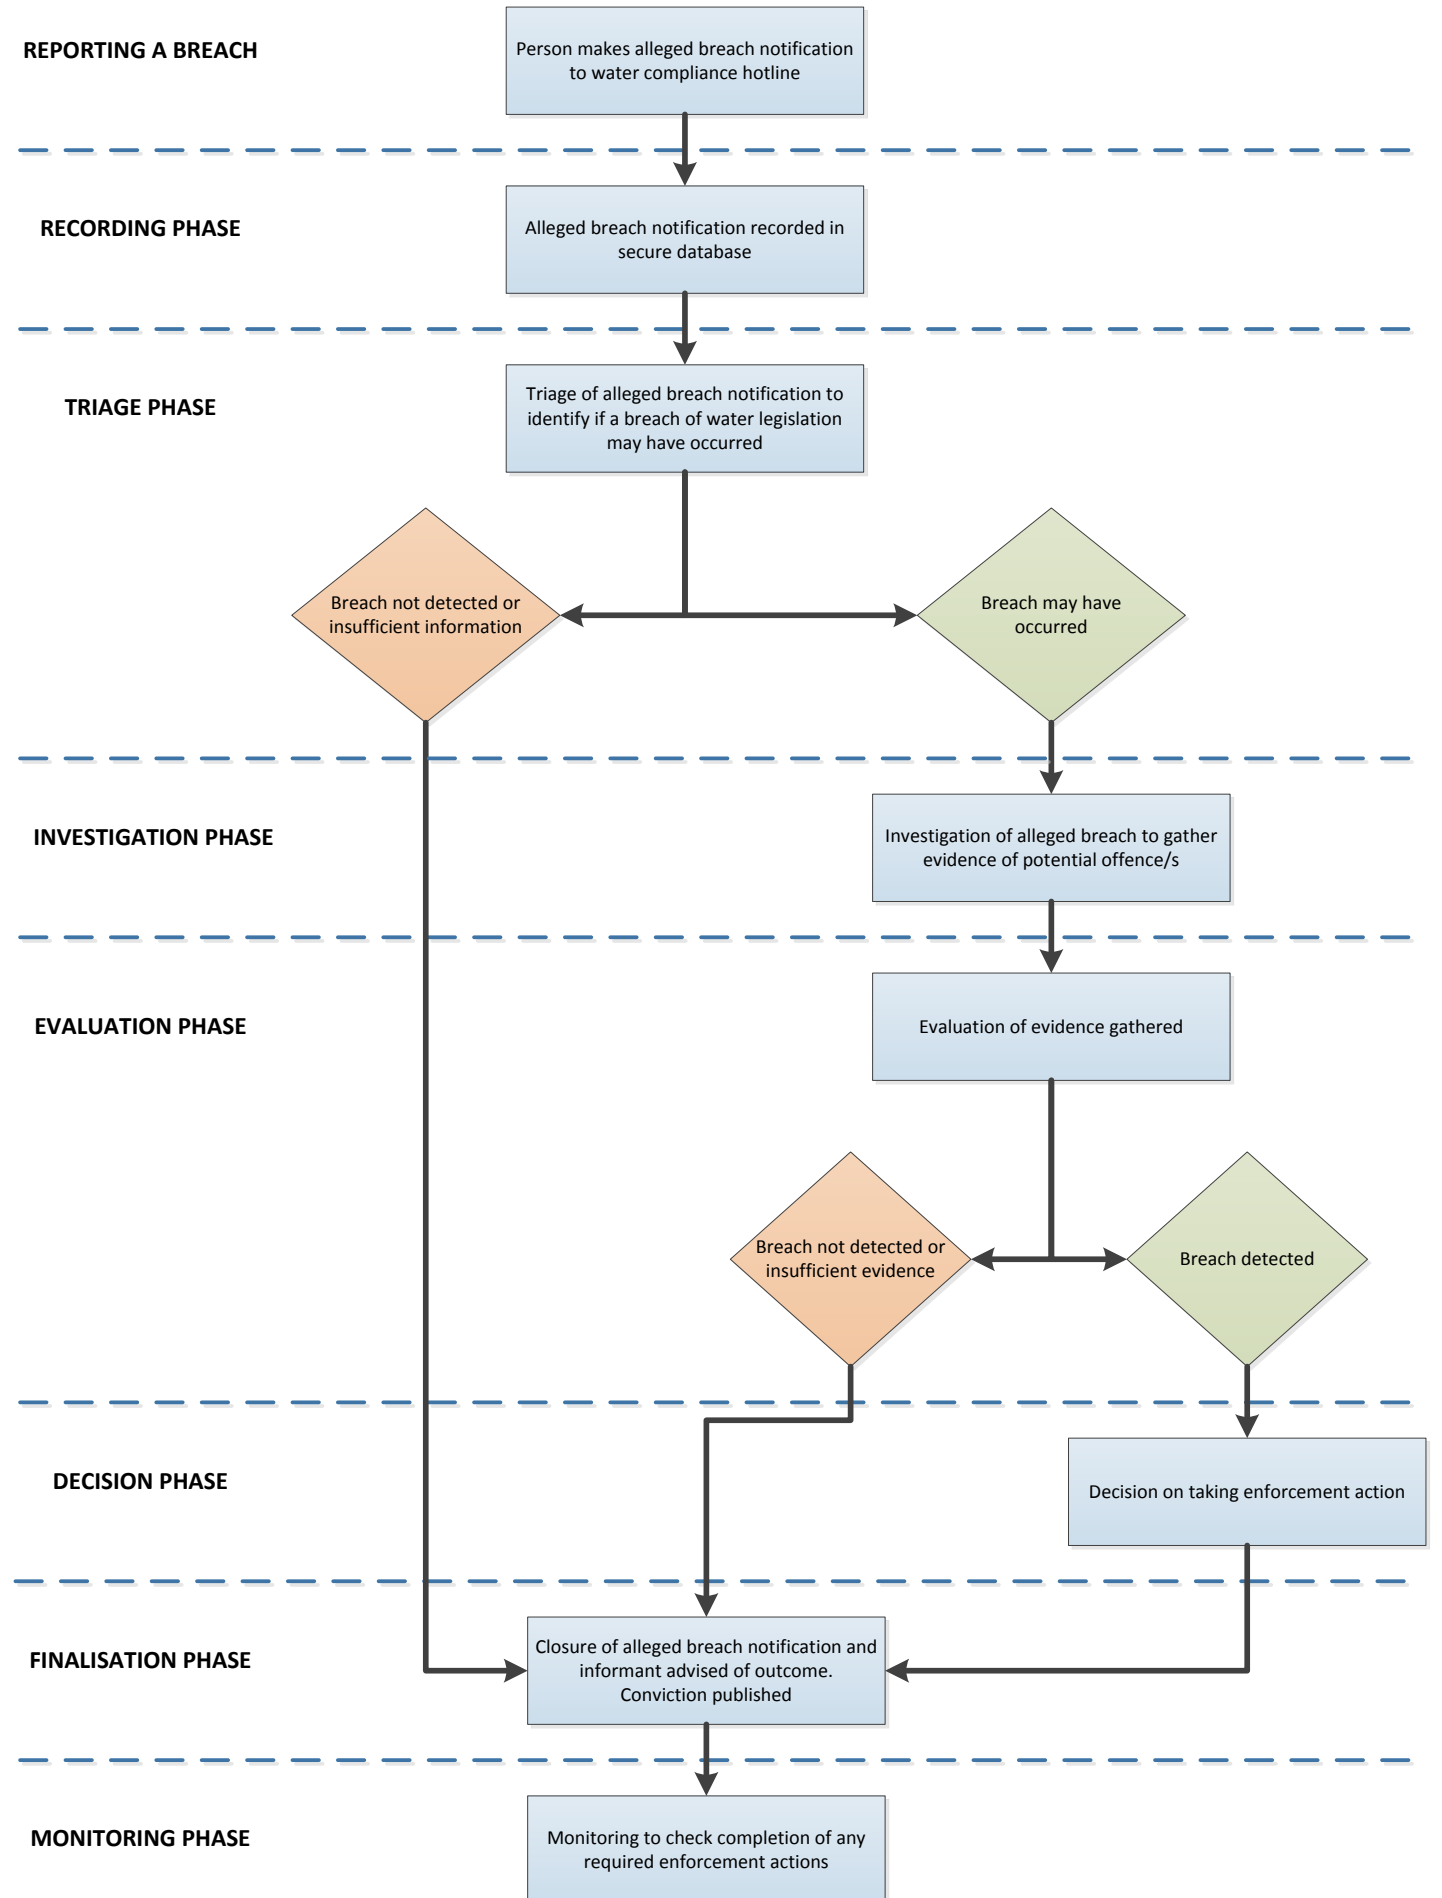 REPORTING A BREACH
Person makes alleged breach notification
to water compliance hotline
RECORDING PHASE
Alleged breach notification recorded in
secure database
TRIAGE PHASE
Triage of alleged breach notification to
identify if a breach of water legislation
may have occurred
Breach not detected or
insufficient information
Breach may have
occurred
INVESTIGATION PHASE
Investigation of alleged breach to gather
evidence of potential offence/s
EVALUATION PHASE
Evaluation of evidence gathered
Breach not detected or
insufficient evidence
Breach detected
DECISION PHASE
Decision on taking enforcement action
FINALISATION PHASE
Closure of alleged breach notification and
informant advised of outcome.
Conviction published
MONITORING PHASE
Monitoring to check completion of any
required enforcement actions